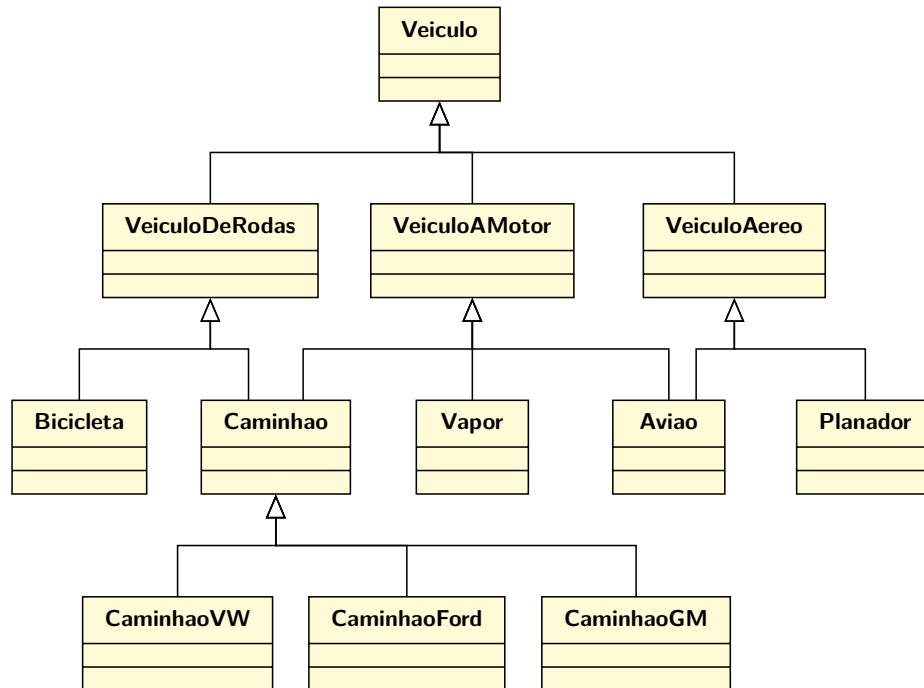 Veiculo
VeiculoDeRodas
VeiculoAMotor
VeiculoAereo
Bicicleta
Caminhao
Vapor
Aviao
Planador
CaminhaoVW
CaminhaoFord
CaminhaoGM